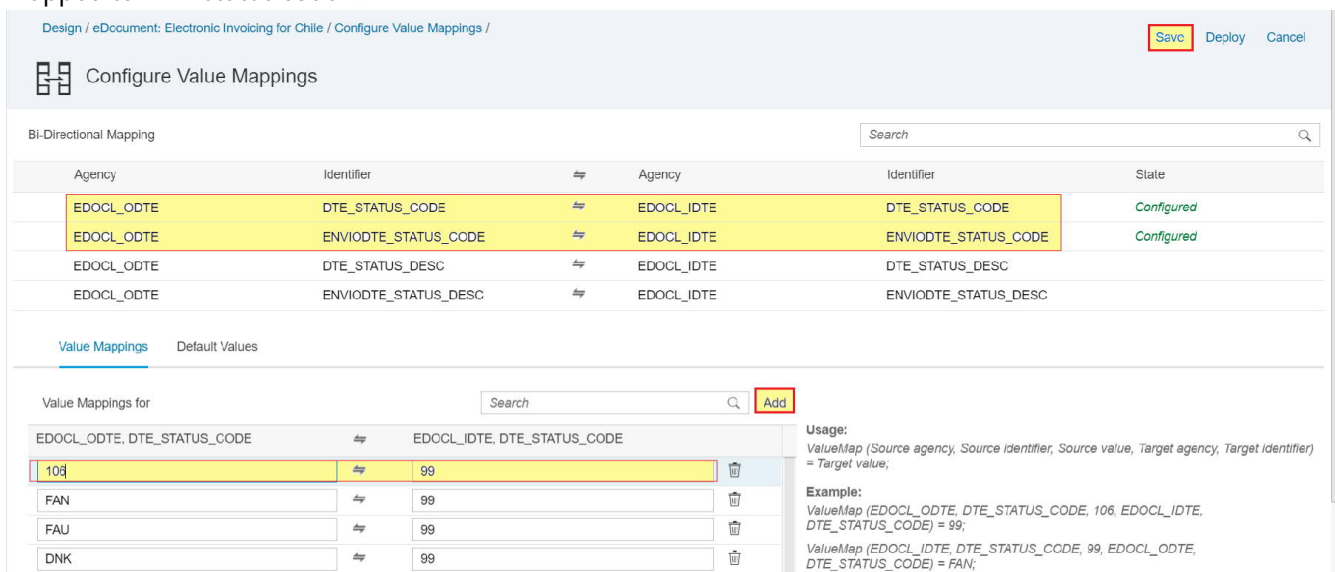 Design / eDocument: Electronic Invoicing for Chile / Configure Value Mappings /
Save Deploy Cancel
Configure Value Mappings
Bi-Directional Mapping
Search
Agency Identifier ⇋ Agency Identifier State
EDOCL_ODTE DTE_STATUS_CODE ⇋ EDOCL_IDTE DTE_STATUS_CODE Configured
EDOCL_ODTE ENVIODTE_STATUS_CODE ⇋ EDOCL_IDTE ENVIODTE_STATUS_CODE Configured
EDOCL_ODTE DTE_STATUS_DESC ⇋ EDOCL_IDTE DTE_STATUS_DESC
EDOCL_ODTE ENVIODTE_STATUS_DESC ⇋ EDOCL_IDTE ENVIODTE_STATUS_DESC
Value Mappings Default Values
Value Mappings for Search Add
EDOCL_ODTE, DTE_STATUS_CODE ⇋ EDOCL_IDTE, DTE_STATUS_CODE
106 ⇋ 99
FAN ⇋ 99
FAU ⇋ 99
DNK ⇋ 99
Usage:
ValueMap (Source agency, Source identifier, Source value, Target agency, Target identifier)
= Target value;
Example:
ValueMap (EDOCL_ODTE, DTE_STATUS_CODE, 106, EDOCL_IDTE,
DTE_STATUS_CODE) = 99;
ValueMap (EDOCL_IDTE, DTE_STATUS_CODE, 99, EDOCL_ODTE,
DTE_STATUS_CODE) = FAN;